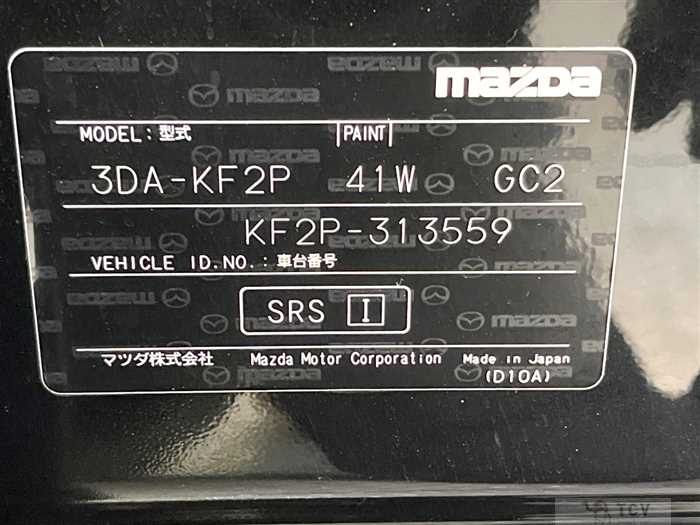 mazda
MODEL：型式 PAINT
3DA-KF2P 41W GC2
KF2P-313559
VEHICLE ID.NO.：車台番号
SRS I
マツダ株式会社 Mazda Motor Corporation Made in Japan
(D10A)
TCV